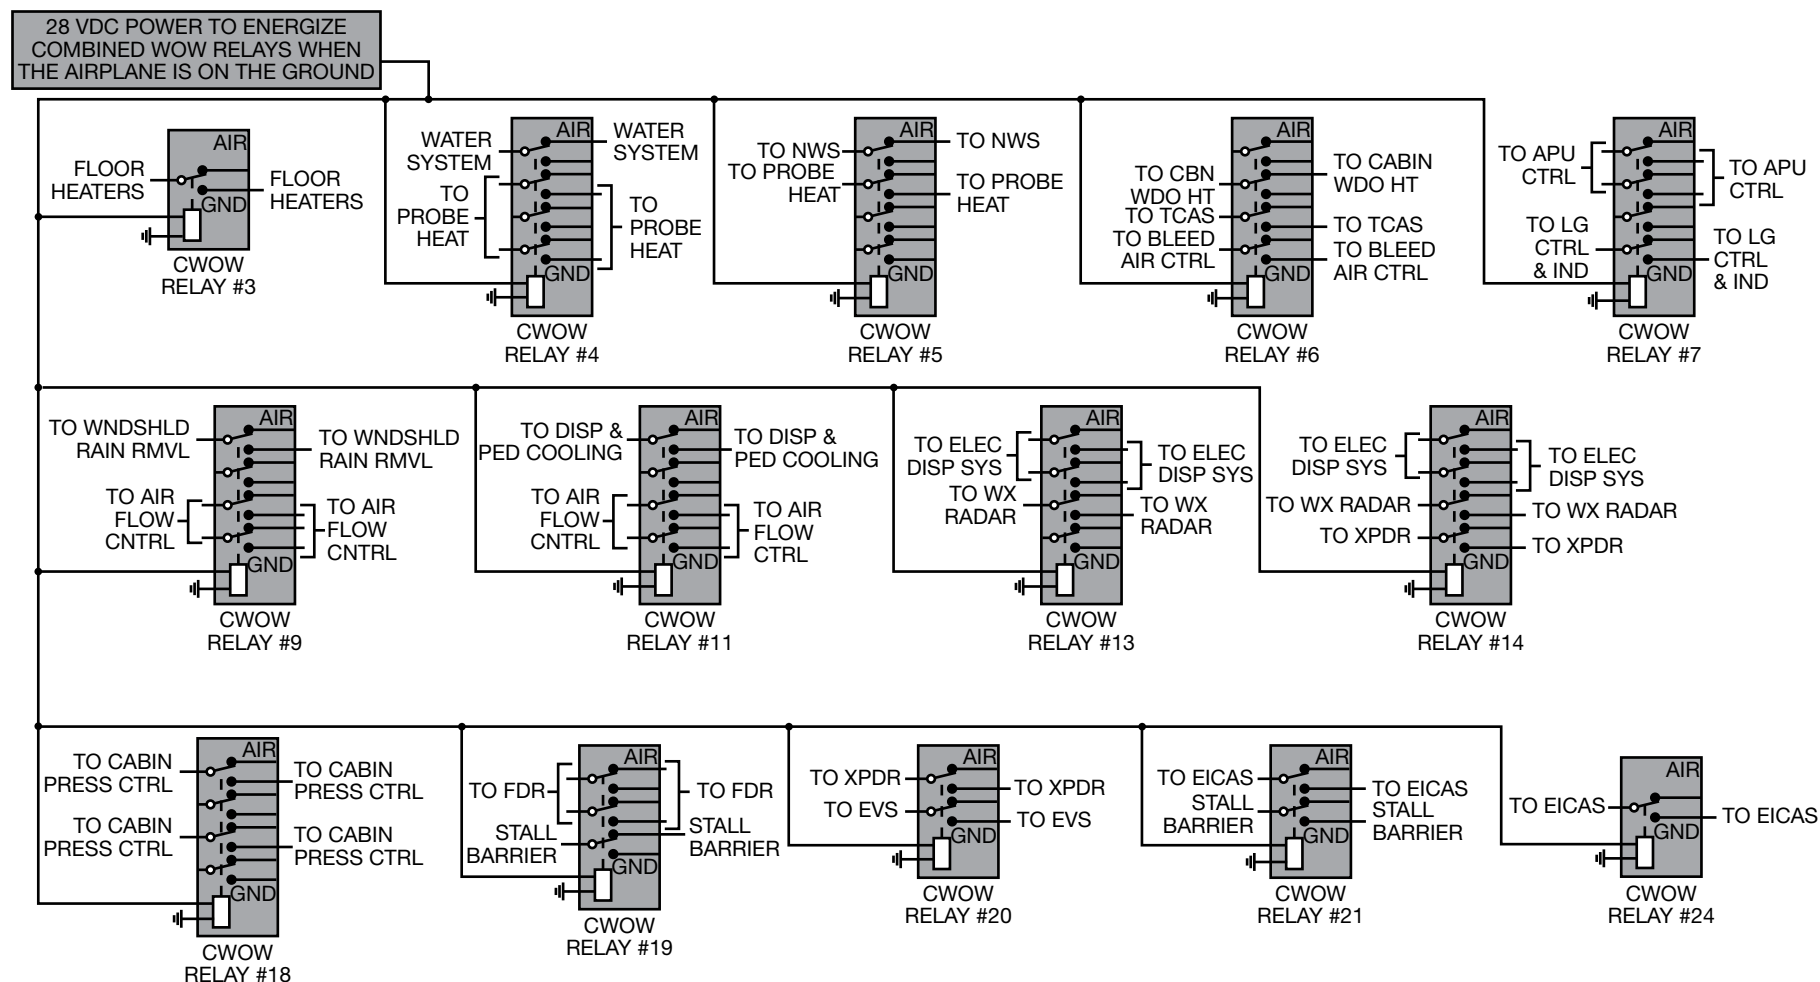 28 VDC POWER TO ENERGIZE
COMBINED WOW RELAYS WHEN
THE AIRPLANE IS ON THE GROUND
FLOOR
HEATERS
AIR
GND
FLOOR
HEATERS
CWOW
RELAY #3
WATER
SYSTEM
TO
PROBE
HEAT
AIR
GND
WATER
SYSTEM
TO
PROBE
HEAT
CWOW
RELAY #4
TO NWS
TO PROBE
HEAT
AIR
GND
TO NWS
TO PROBE
HEAT
CWOW
RELAY #5
TO CBN
WDO HT
TO TCAS
TO BLEED
AIR CTRL
AIR
GND
TO CABIN
WDO HT
TO TCAS
TO BLEED
AIR CTRL
CWOW
RELAY #6
TO APU
CTRL
TO LG
CTRL
& IND
AIR
GND
TO APU
CTRL
TO LG
CTRL
& IND
CWOW
RELAY #7
TO WNDSHLD
RAIN RMVL
TO AIR
FLOW
CNTRL
AIR
GND
TO WNDSHLD
RAIN RMVL
TO AIR
FLOW
CNTRL
CWOW
RELAY #9
TO DISP &
PED COOLING
TO AIR
FLOW
CNTRL
AIR
GND
TO DISP &
PED COOLING
TO AIR
FLOW
CTRL
CWOW
RELAY #11
TO ELEC
DISP SYS
TO WX
RADAR
AIR
GND
TO ELEC
DISP SYS
TO WX
RADAR
CWOW
RELAY #13
TO ELEC
DISP SYS
TO WX RADAR
TO XPDR
AIR
GND
TO ELEC
DISP SYS
TO WX RADAR
TO XPDR
CWOW
RELAY #14
TO CABIN
PRESS CTRL
TO CABIN
PRESS CTRL
AIR
GND
TO CABIN
PRESS CTRL
TO CABIN
PRESS CTRL
CWOW
RELAY #18
TO FDR
STALL
BARRIER
AIR
GND
TO FDR
STALL
BARRIER
CWOW
RELAY #19
TO XPDR
TO EVS
AIR
GND
TO XPDR
TO EVS
CWOW
RELAY #20
TO EICAS
STALL
BARRIER
AIR
GND
TO EICAS
STALL
BARRIER
CWOW
RELAY #21
TO EICAS
AIR
GND
TO EICAS
CWOW
RELAY #24